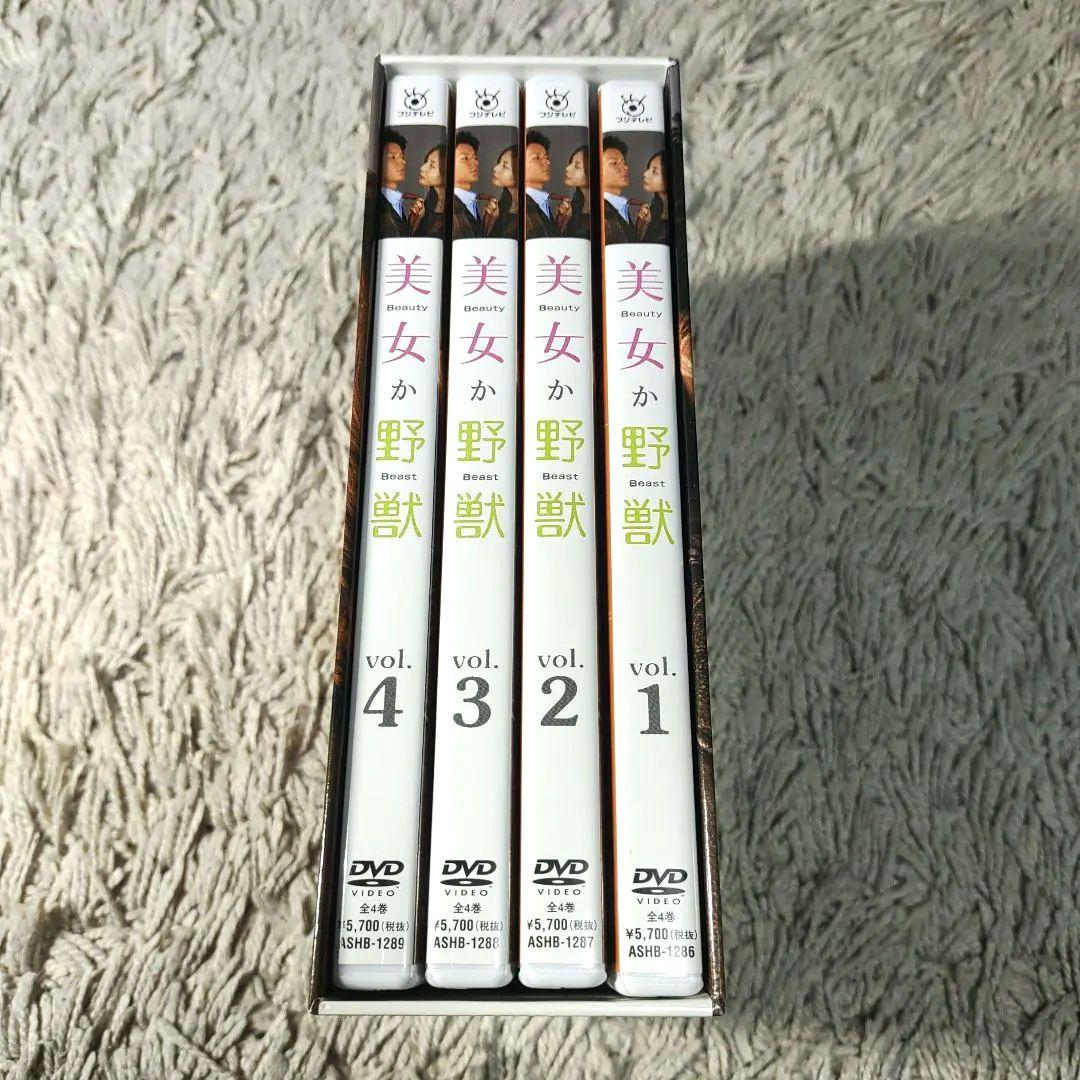 フジテレビ
美
Beauty
女
か
野
Beast
獣
vol.
4
DVD
VIDEO
全4巻
¥5,700(税抜)
ASHB-1289
フジテレビ
美
Beauty
女
か
野
Beast
獣
vol.
3
DVD
VIDEO
全4巻
¥5,700(税抜)
ASHB-1288
フジテレビ
美
Beauty
女
か
野
Beast
獣
vol.
2
DVD
VIDEO
全4巻
¥5,700(税抜)
ASHB-1287
フジテレビ
美
Beauty
女
か
野
Beast
獣
vol.
1
DVD
VIDEO
全4巻
¥5,700(税抜)
ASHB-1286